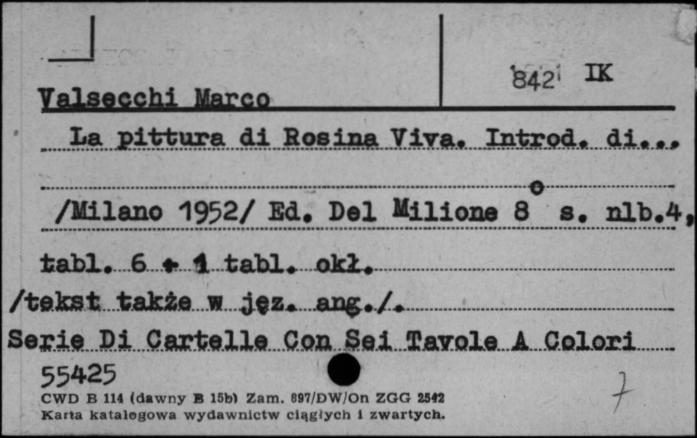 842 IK
Valsecchi Marco
La pittura di Rosina Viva. Introd. di...
/Milano 1952/ Ed. Del Milione 8° s. nlb.4,
tabl. 6 + 1 tabl. okł.
/tekst także w jęz. ang./.
Serie Di Cartelle Con Sei Tavole A Colori
55425
7
CWD B 114 (dawny B 15b) Zam. 897/DW/On ZGG 2542
Karta katalogowa wydawnictw ciągłych i zwartych.